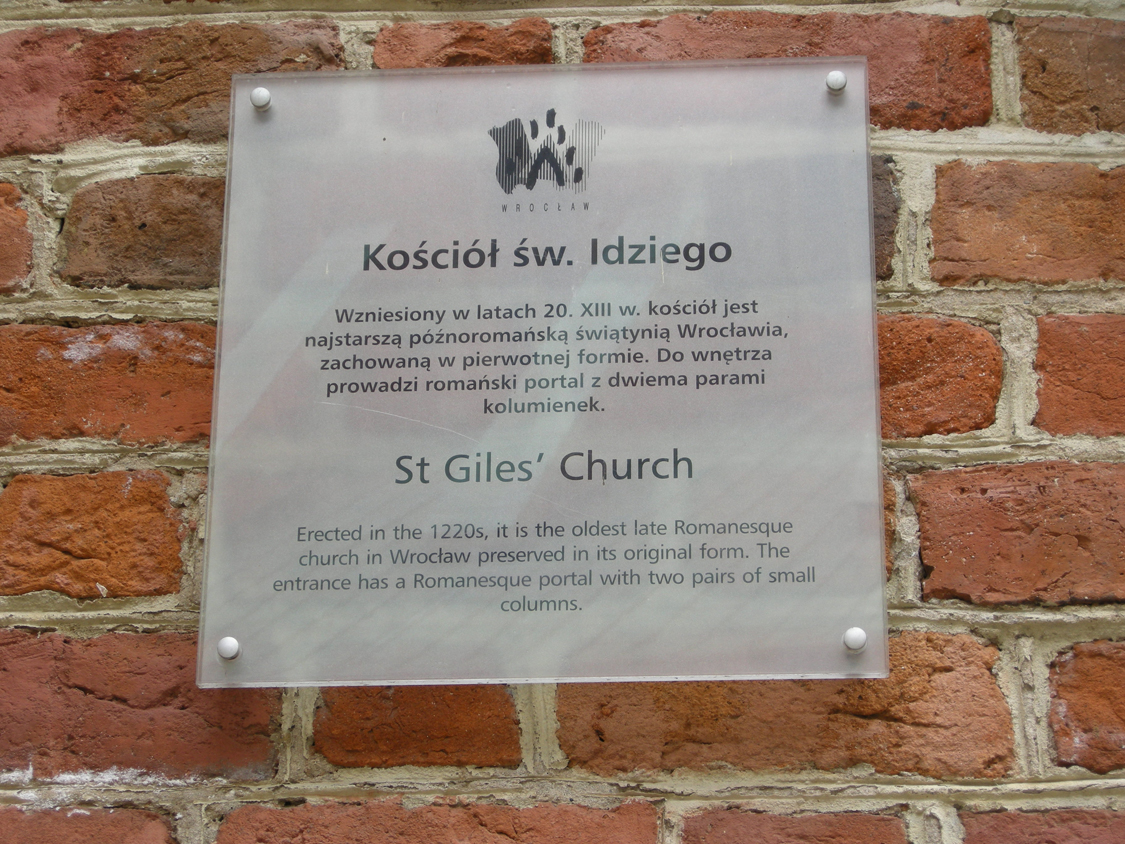 WROCŁAW
Kościół św. Idziego
Wzniesiony w latach 20. XIII w. kościół jest
najstarszą późnoromańską świątynią Wrocławia,
zachowaną w pierwotnej formie. Do wnętrza
prowadzi romański portal z dwiema parami
kolumienek.
St Giles’ Church
Erected in the 1220s, it is the oldest late Romanesque
church in Wrocław preserved in its original form. The
entrance has a Romanesque portal with two pairs of small
columns.